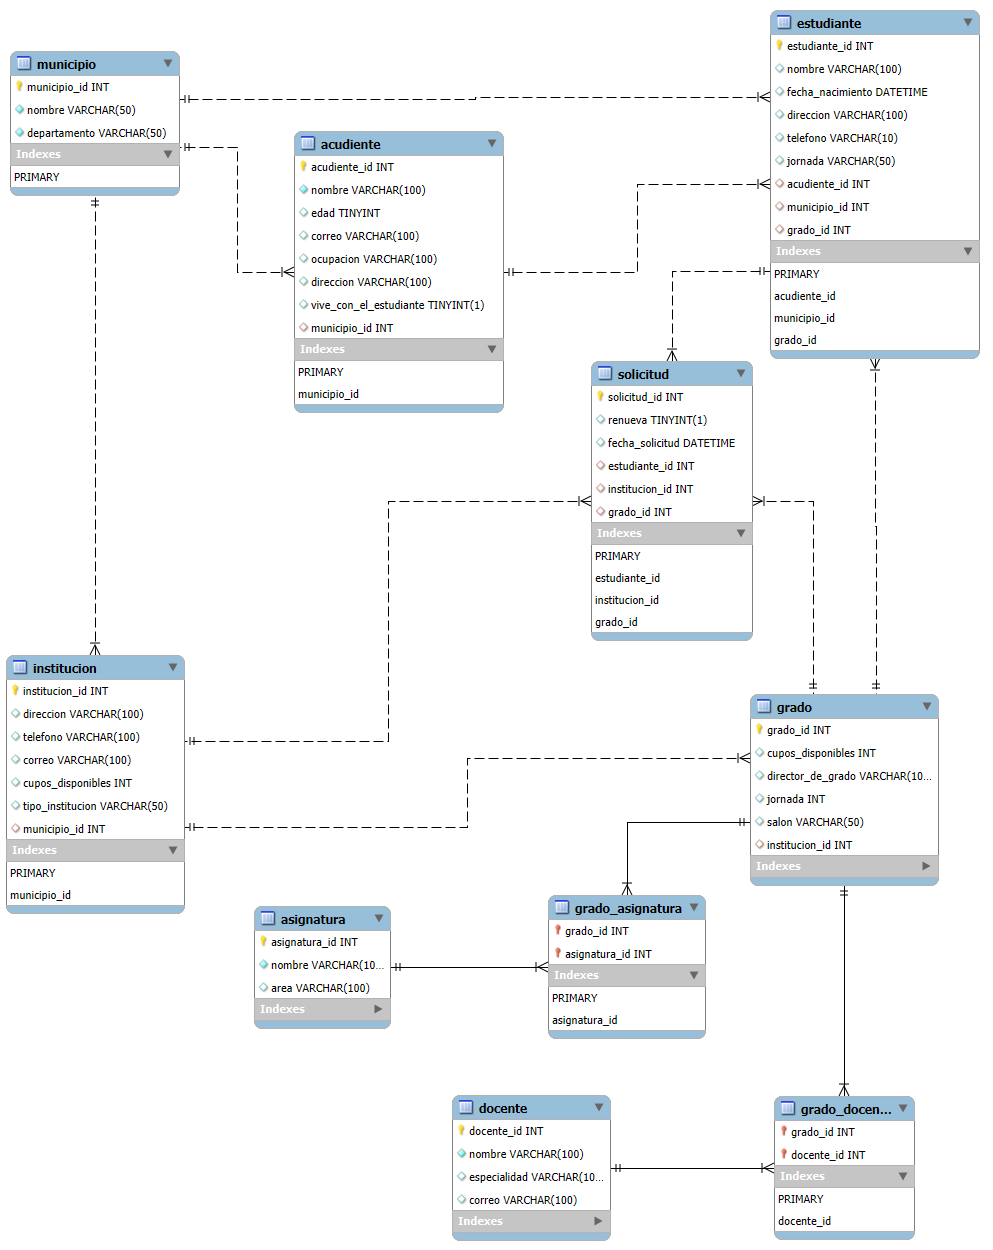 municipio
municipio_id INT
nombre VARCHAR(50)
departamento VARCHAR(50)
Indexes
PRIMARY
estudiante
estudiante_id INT
nombre VARCHAR(100)
fecha_nacimiento DATETIME
direccion VARCHAR(100)
telefono VARCHAR(10)
jornada VARCHAR(50)
acudiente_id INT
municipio_id INT
grado_id INT
Indexes
PRIMARY
acudiente_id
municipio_id
grado_id
acudiente
acudiente_id INT
nombre VARCHAR(100)
edad TINYINT
correo VARCHAR(100)
ocupacion VARCHAR(100)
direccion VARCHAR(100)
vive_con_el_estudiante TINYINT(1)
municipio_id INT
Indexes
PRIMARY
municipio_id
solicitud
solicitud_id INT
renueva TINYINT(1)
fecha_solicitud DATETIME
estudiante_id INT
institucion_id INT
grado_id INT
Indexes
PRIMARY
estudiante_id
institucion_id
grado_id
institucion
institucion_id INT
direccion VARCHAR(100)
telefono VARCHAR(100)
correo VARCHAR(100)
cupos_disponibles INT
tipo_institucion VARCHAR(50)
municipio_id INT
Indexes
PRIMARY
municipio_id
grado
grado_id INT
cupos_disponibles INT
director_de_grado VARCHAR(10...
jornada INT
salon VARCHAR(50)
institucion_id INT
Indexes
asignatura
asignatura_id INT
nombre VARCHAR(10...
area VARCHAR(100)
Indexes
grado_asignatura
grado_id INT
asignatura_id INT
Indexes
PRIMARY
asignatura_id
docente
docente_id INT
nombre VARCHAR(100)
especialidad VARCHAR(10...
correo VARCHAR(100)
Indexes
grado_docen...
grado_id INT
docente_id INT
Indexes
PRIMARY
docente_id